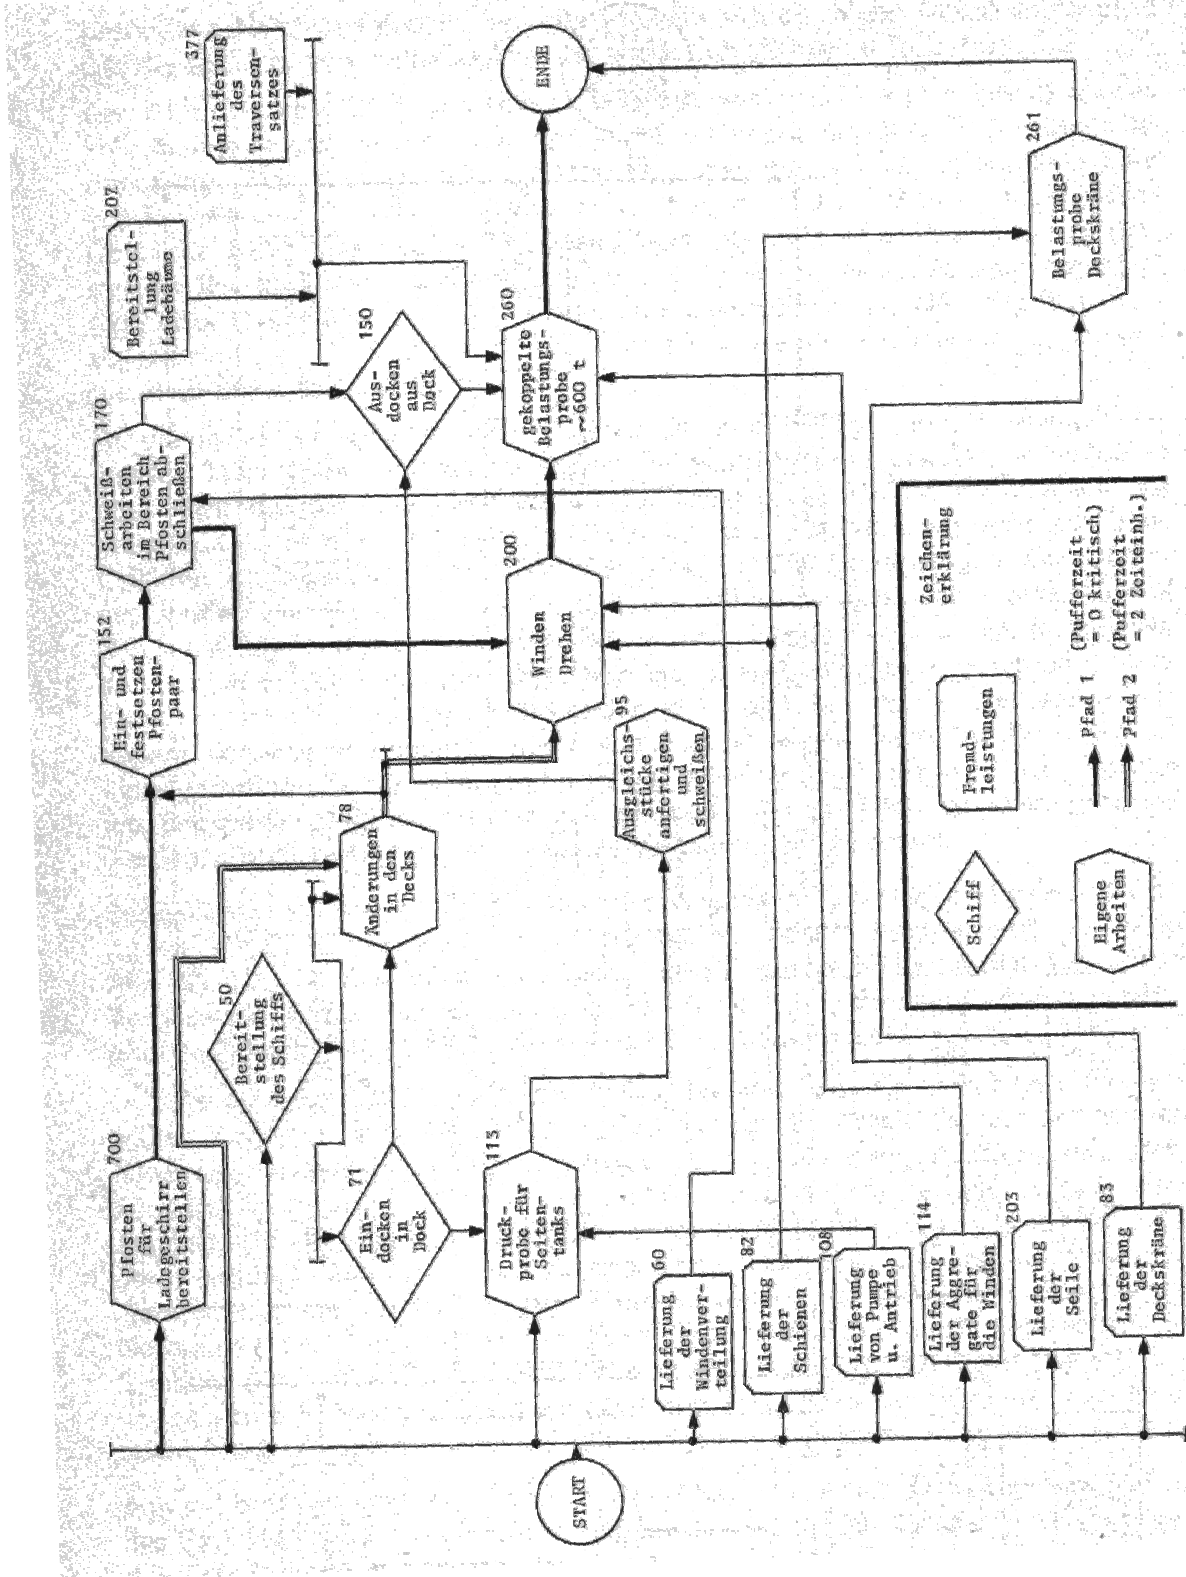 377
Anlieferung
des
Traversen-
satzes
207
Bereitstel-
lung
Ladebäume
ENDE
261
Belastungs-
probe
Deckskräne
150
Aus-
docken
aus
Dock
260
gekoppelte
Belastungs-
probe
~600 t
170
Schweiß-
arbeiten
im Bereich
Pfosten ab-
schließen
152
Ein- und
festsetzen
Pfosten-
paar
200
Winden
Drehen
95
Ausgleichs-
stücke
anfertigen
und
schweißen
78
Änderungen
in den
Decks
50
Bereit-
stellung
des Schiffs
700
Pfosten
für
Ladegeschirr
bereitstellen
71
Ein-
docken
in
Dock
113
Druck-
probe für
Seiten-
tanks
60
Lieferung
der
Windenver-
teilung
82
Lieferung
der
Schienen
108
Lieferung
von Pumpe
u. Antrieb
114
Lieferung
der Aggre-
gate für
die Winden
203
Lieferung
der
Seile
83
Lieferung
der
Deckskräne
START
Zeichen-
erklärung
Schiff
Fremd-
leistungen
Eigene
Arbeiten
Pfad 1 (Pufferzeit
= 0 kritisch)
Pfad 2 (Pufferzeit
= 2 Zeiteinh.)